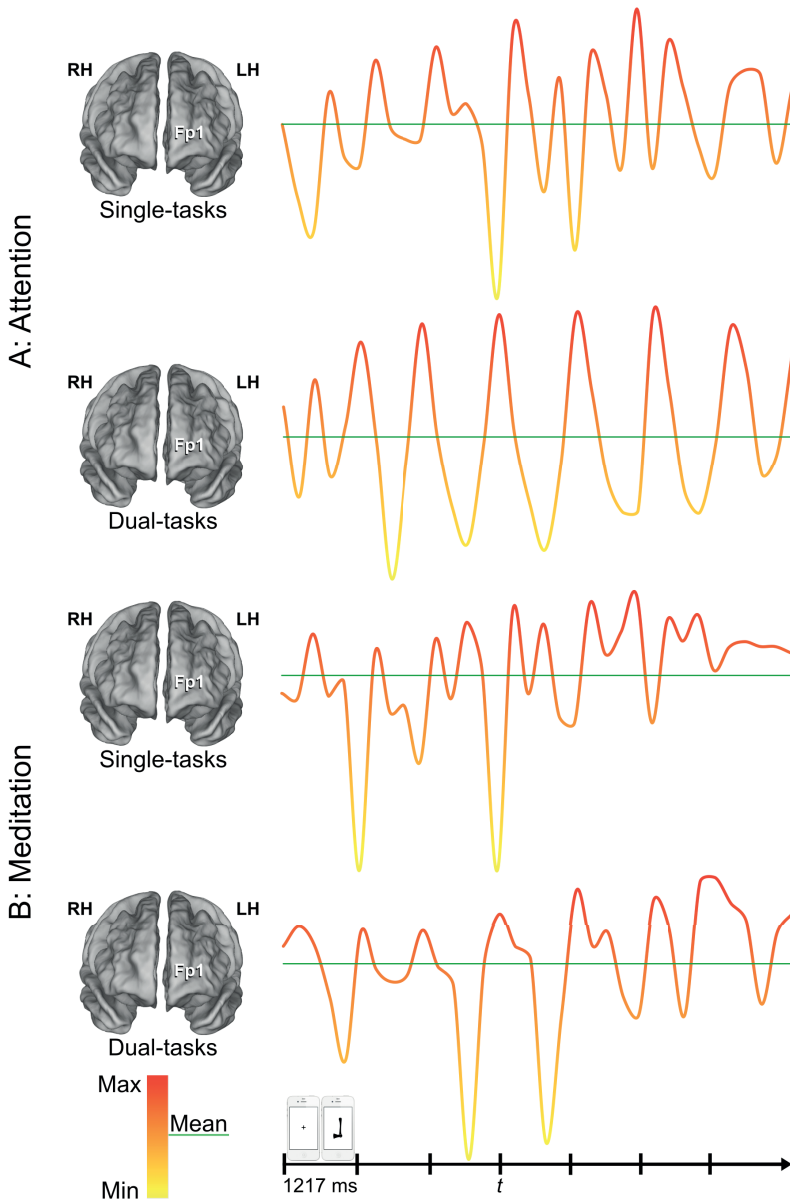 A: Attention
RH LH
Fp1
Single-tasks
RH LH
Fp1
Dual-tasks
B: Meditation
RH LH
Fp1
Single-tasks
RH LH
Fp1
Dual-tasks
Max
Mean
Min
+
1217 ms
t